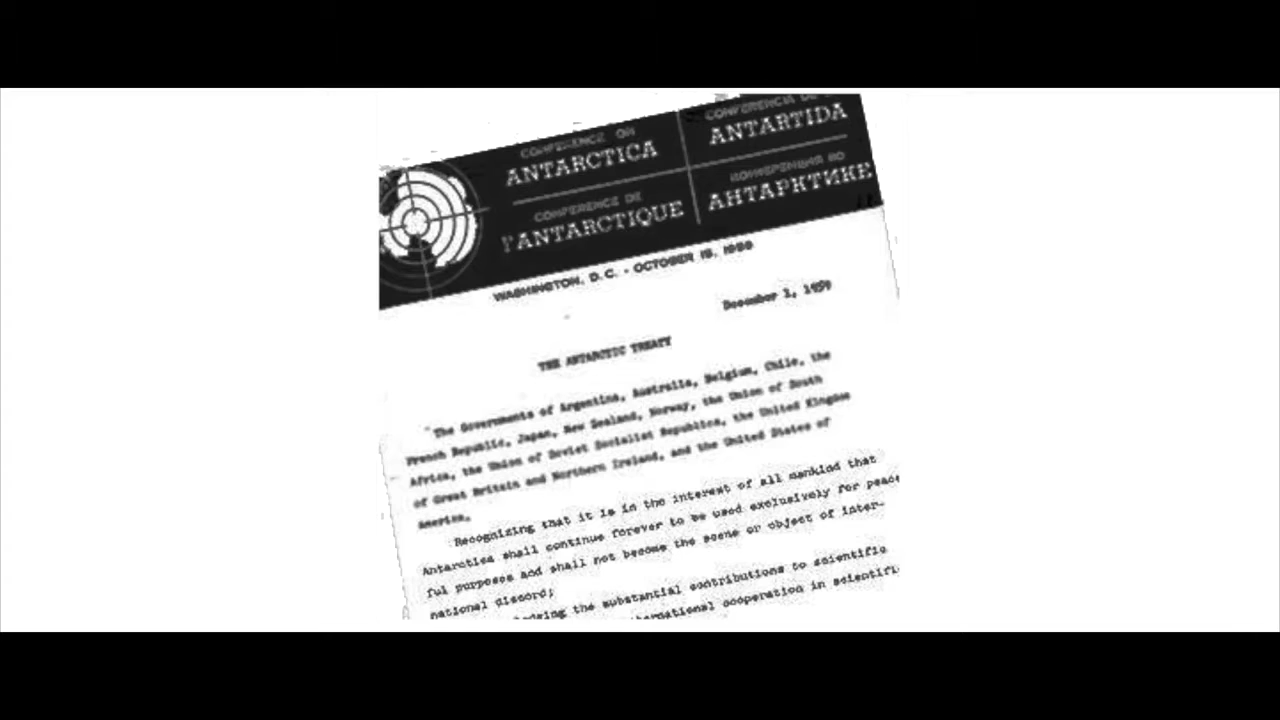 CONFERENCE ON
ANTARCTICA
CONFERENCIA DE
ANTARTIDA
CONFERENCE DE
l'ANTARCTIQUE
КОНФЕРЕНЦИЯ ПО
АНТАРКТИКЕ
WASHINGTON, D.C. · OCTOBER 15, 1959
December 1, 1959
THE ANTARCTIC TREATY
The Governments of Argentina, Australia, Belgium, Chile, the
French Republic, Japan, New Zealand, Norway, the Union of South
Africa, the Union of Soviet Socialist Republics, the United Kingdom
of Great Britain and Northern Ireland, and the United States of
America,
Recognizing that it is in the interest of all mankind that
Antarctica shall continue forever to be used exclusively for peace
ful purposes and shall not become the scene or object of inter-
national discord;
the substantial contributions to scientific
cooperation in